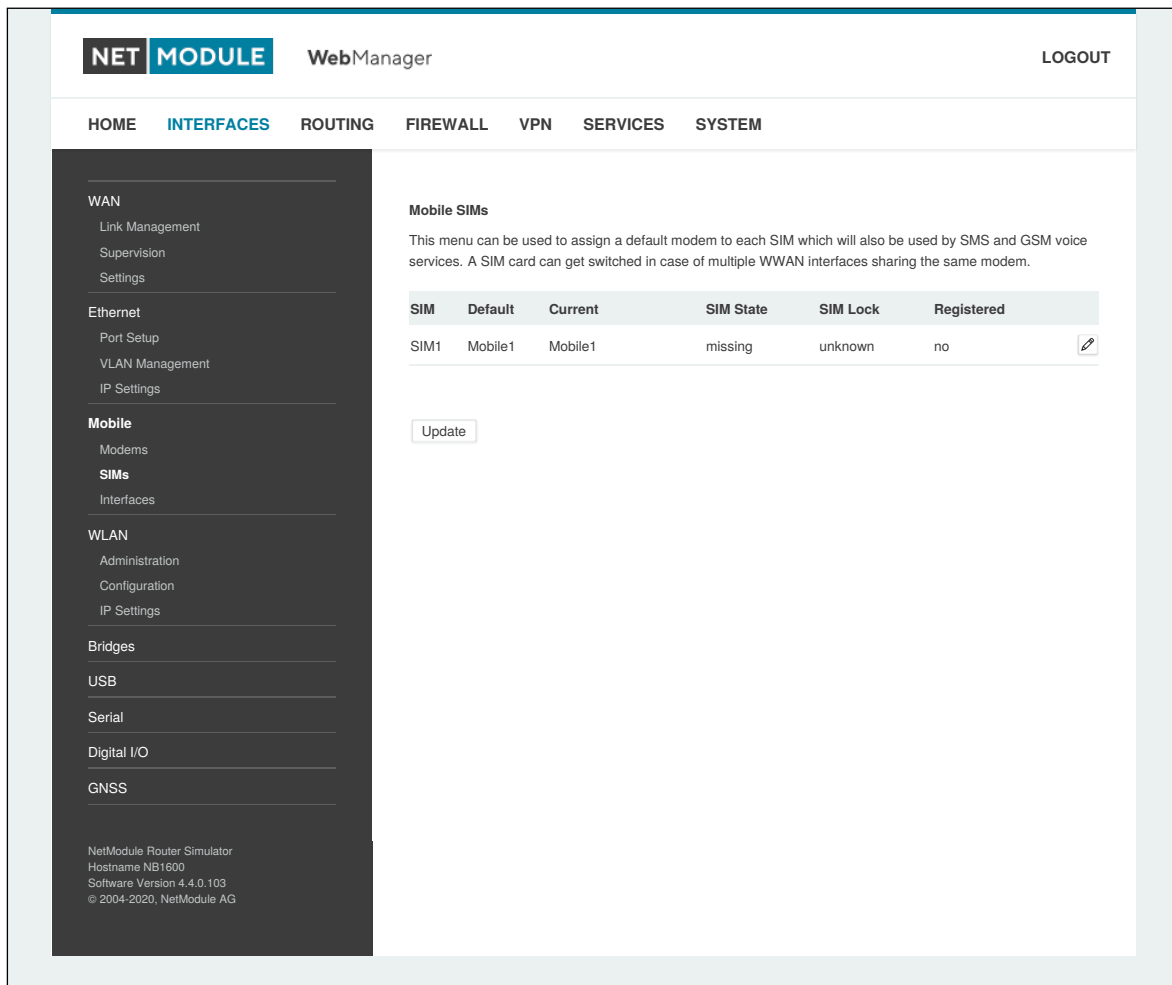 NET MODULE WebManager LOGOUT
HOME INTERFACES ROUTING FIREWALL VPN SERVICES SYSTEM
WAN
Link Management
Supervision
Settings
Ethernet
Port Setup
VLAN Management
IP Settings
Mobile
Modems
SIMs
Interfaces
WLAN
Administration
Configuration
IP Settings
Bridges
USB
Serial
Digital I/O
GNSS
NetModule Router Simulator
Hostname NB1600
Software Version 4.4.0.103
© 2004-2020, NetModule AG
Mobile SIMs
This menu can be used to assign a default modem to each SIM which will also be used by SMS and GSM voice
services. A SIM card can get switched in case of multiple WWAN interfaces sharing the same modem.
SIM Default Current SIM State SIM Lock Registered
SIM1 Mobile1 Mobile1 missing unknown no
Update